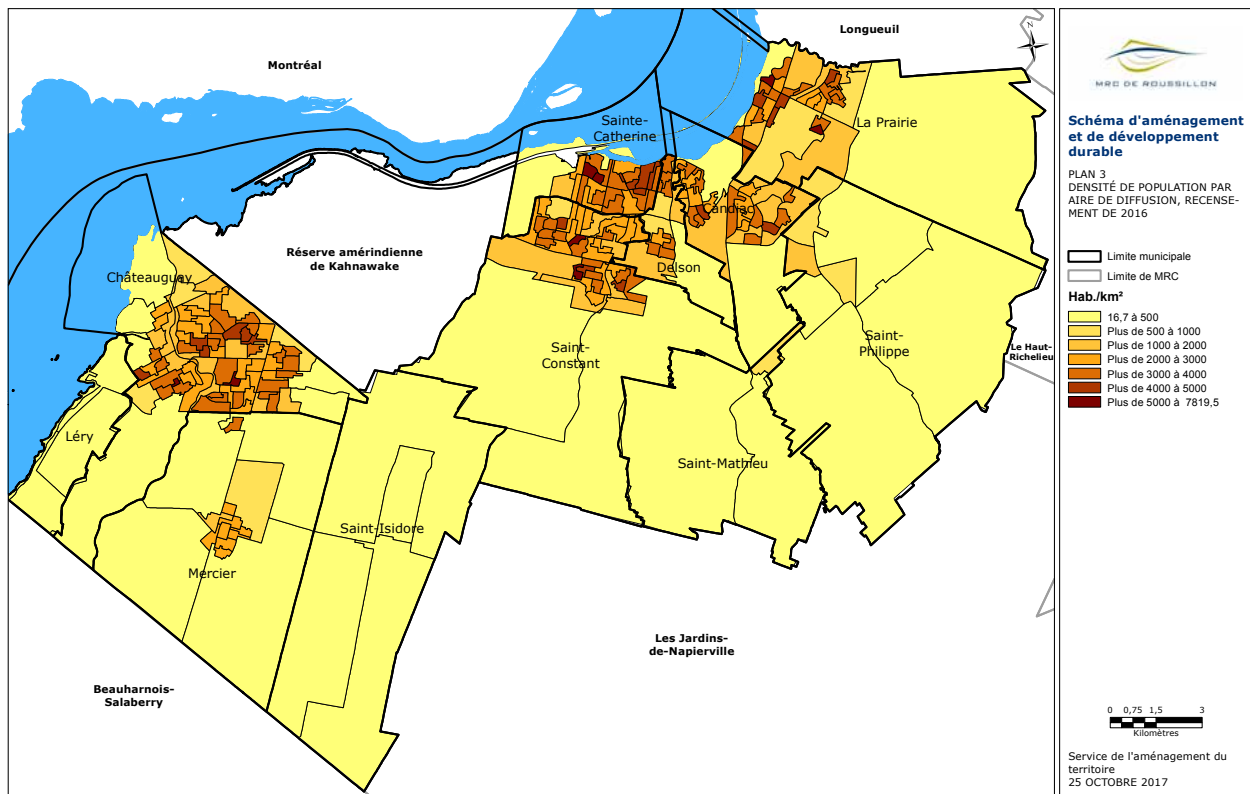 Longueuil
Montréal
Sainte-
Catherine
La Prairie
Candiac
Réserve amérindienne
de Kahnawake
Delson
Châteauguay
Saint-
Constant
Saint-
Philippe
Le Haut-
Richelieu
Léry
Saint-Mathieu
Saint-Isidore
Mercier
Les Jardins-
de-Napierville
Beauharnois-
Salaberry
N
MRC DE ROUSSILLON
Schéma d'aménagement
et de développement
durable
PLAN 3
DENSITÉ DE POPULATION PAR
AIRE DE DIFFUSION, RECENSE-
MENT DE 2016
Limite municipale
Limite de MRC
Hab./km²
16,7 à 500
Plus de 500 à 1000
Plus de 1000 à 2000
Plus de 2000 à 3000
Plus de 3000 à 4000
Plus de 4000 à 5000
Plus de 5000 à 7819,5
0 0,75 1,5 3
Kilomètres
Service de l'aménagement du
territoire
25 OCTOBRE 2017